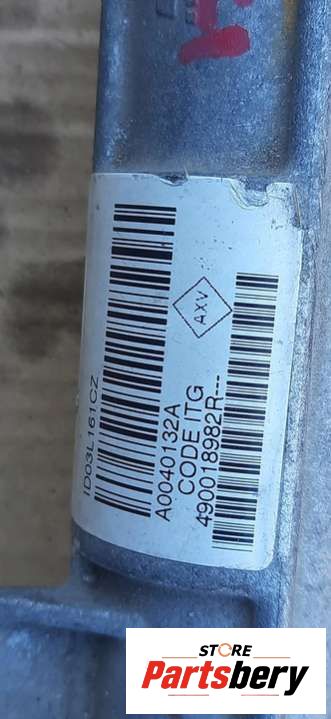 ID03L161CZ
A0040132A
CODE ITG
490018982R---
AXV
STORE
Partsbery